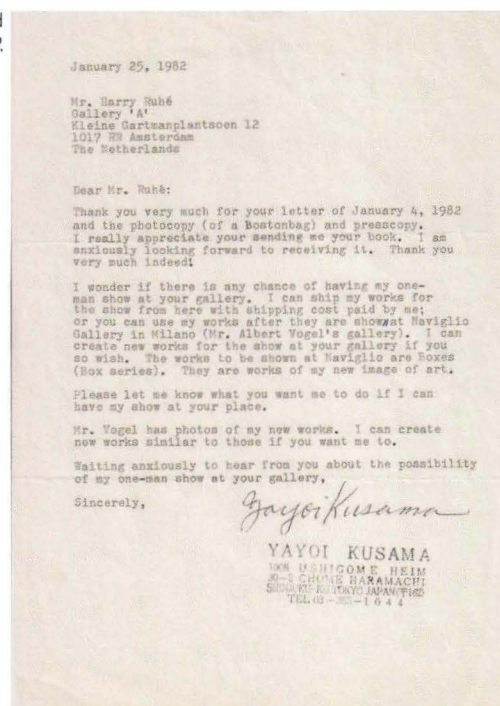 January 25, 1982
Mr. Harry Ruhé
Gallery 'A'
Kleine Gartmanplantsoen 12
1017 RR Amsterdam
The Netherlands
Dear Mr. Ruhé:
Thank you very much for your letter of January 4, 1982
and the photocopy (of a Bostonbag) and presscopy.
I really appreciate your sending me your book. I am
anxiously looking forward to receiving it. Thank you
very much indeed!
I wonder if there is any chance of having my one-
man show at your gallery. I can ship my works for
the show from here with shipping cost paid by me;
or you can use my works after they are shown at Naviglio
Gallery in Milano (Mr. Albert Vogel's gallery). I can
create new works for the show at your gallery if you
so wish. The works to be shown at Naviglio are Boxes
(Box series). They are works of my new image of art.
Please let me know what you want me to do if I can
have my show at your place.
Mr. Vogel has photos of my new works. I can create
new works similar to those if you want me to.
Waiting anxiously to hear from you about the possibility
of my one-man show at your gallery,
Sincerely,
Yayoi Kusama
YAYOI KUSAMA
USHIGOME HEIM
CHOME HARAMACHI
TOKYO JAPAN
TEL 03